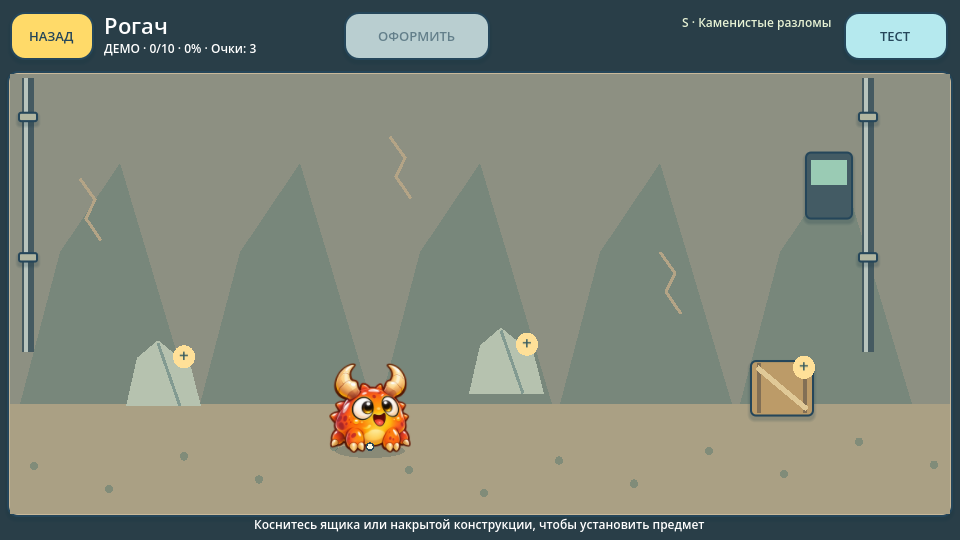 НАЗАД
Рогач
ДЕМО · 0/10 · 0% · Очки: 3
ОФОРМИТЬ
S · Каменистые разломы
ТЕСТ
+
+
+
Коснитесь ящика или накрытой конструкции, чтобы установить предмет